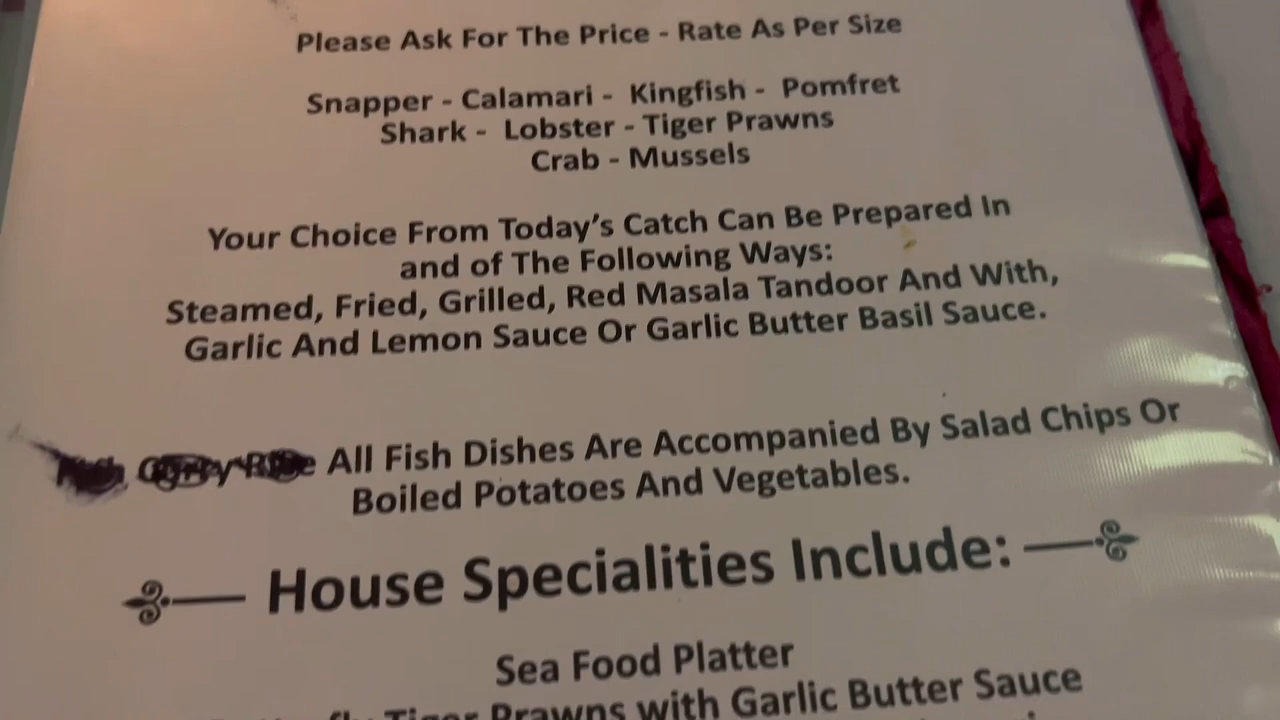 Please Ask For The Price - Rate As Per Size
Snapper - Calamari - Kingfish - Pomfret
Shark - Lobster - Tiger Prawns
Crab - Mussels
Your Choice From Today's Catch Can Be Prepared In
and of The Following Ways:
Steamed, Fried, Grilled, Red Masala Tandoor And With,
Garlic And Lemon Sauce Or Garlic Butter Basil Sauce.
All Fish Dishes Are Accompanied By Salad Chips Or
Boiled Potatoes And Vegetables.
House Specialities Include:
Sea Food Platter
Tiger Prawns with Garlic Butter Sauce